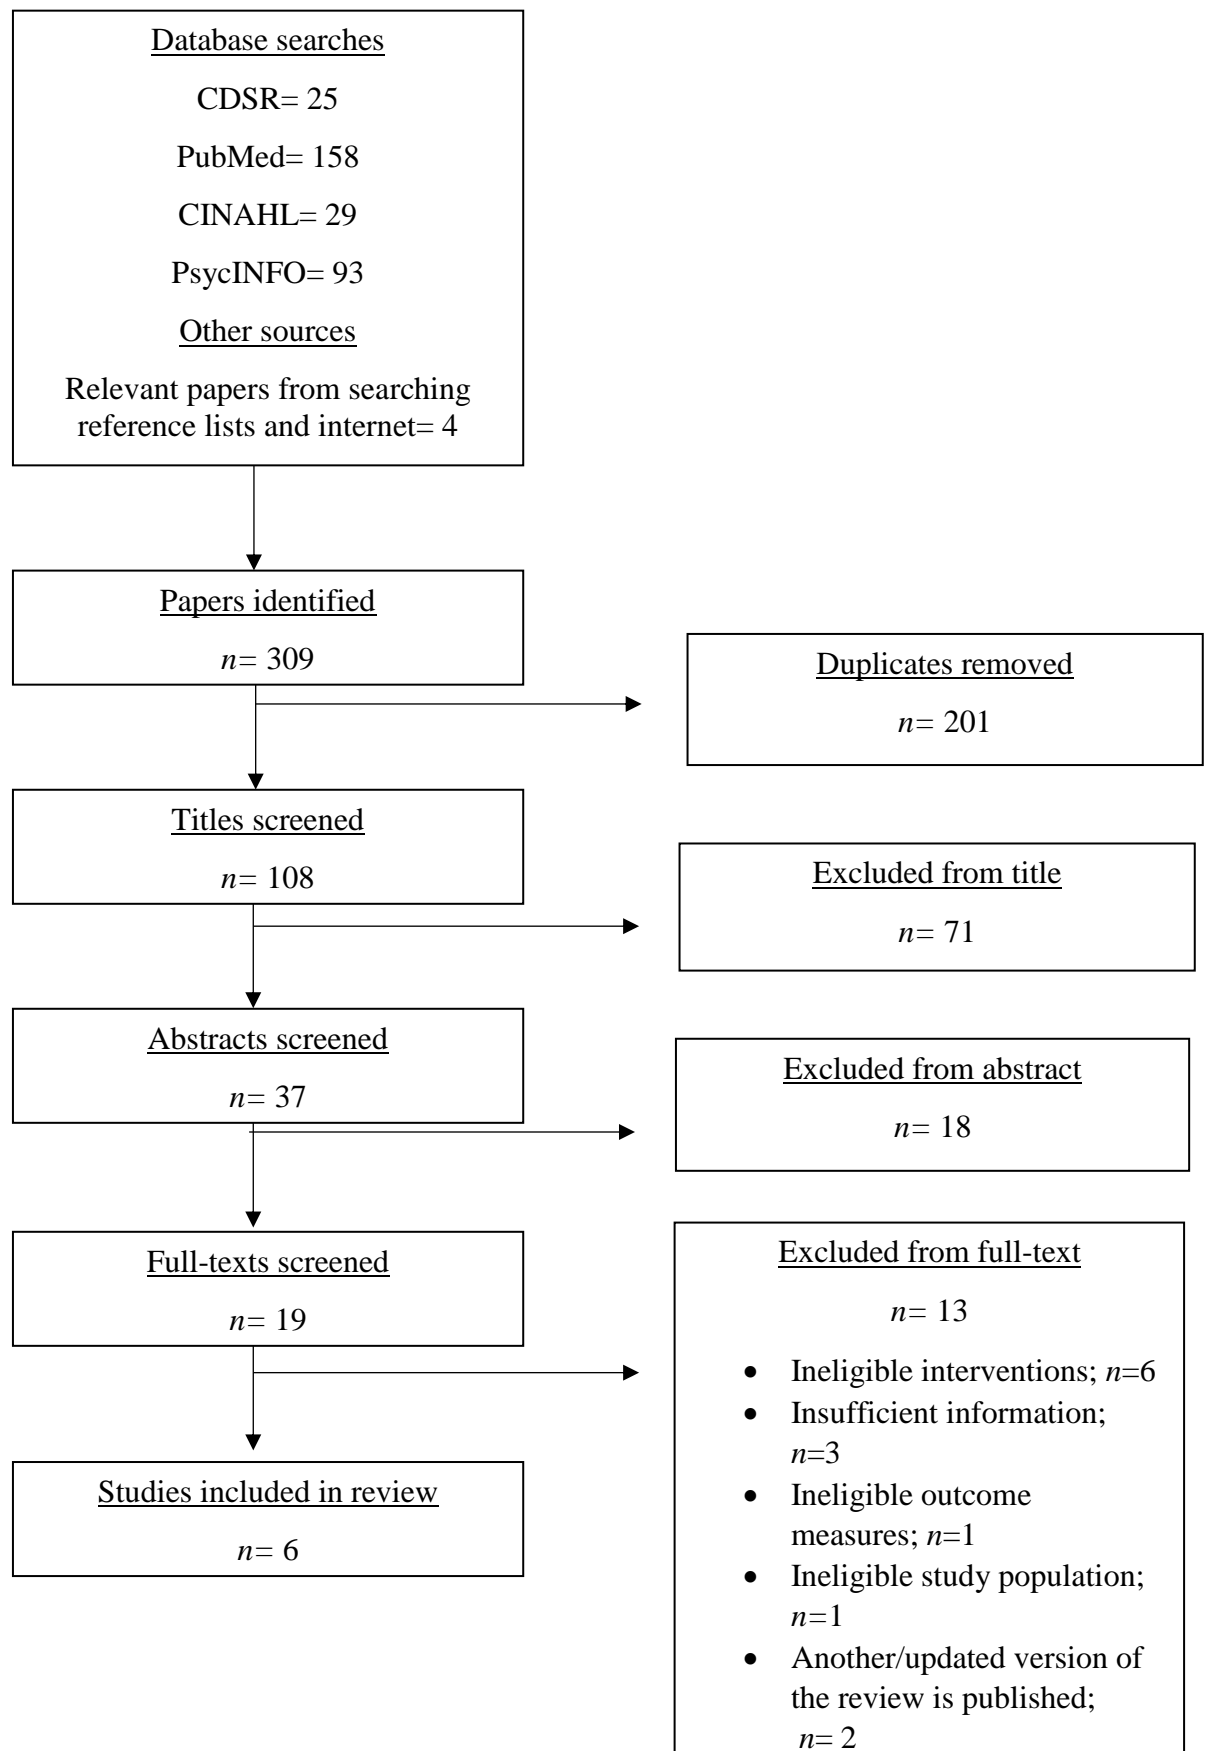 Database searches
CDSR= 25
PubMed= 158
CINAHL= 29
PsycINFO= 93
Other sources
Relevant papers from searching
reference lists and internet= 4
Papers identified
n= 309
Duplicates removed
n= 201
Titles screened
n= 108
Excluded from title
n= 71
Abstracts screened
n= 37
Excluded from abstract
n= 18
Full-texts screened
n= 19
Excluded from full-text
n= 13
• Ineligible interventions; n=6
• Insufficient information;
n=3
• Ineligible outcome
measures; n=1
• Ineligible study population;
n=1
• Another/updated version of
the review is published;
n= 2
Studies included in review
n= 6